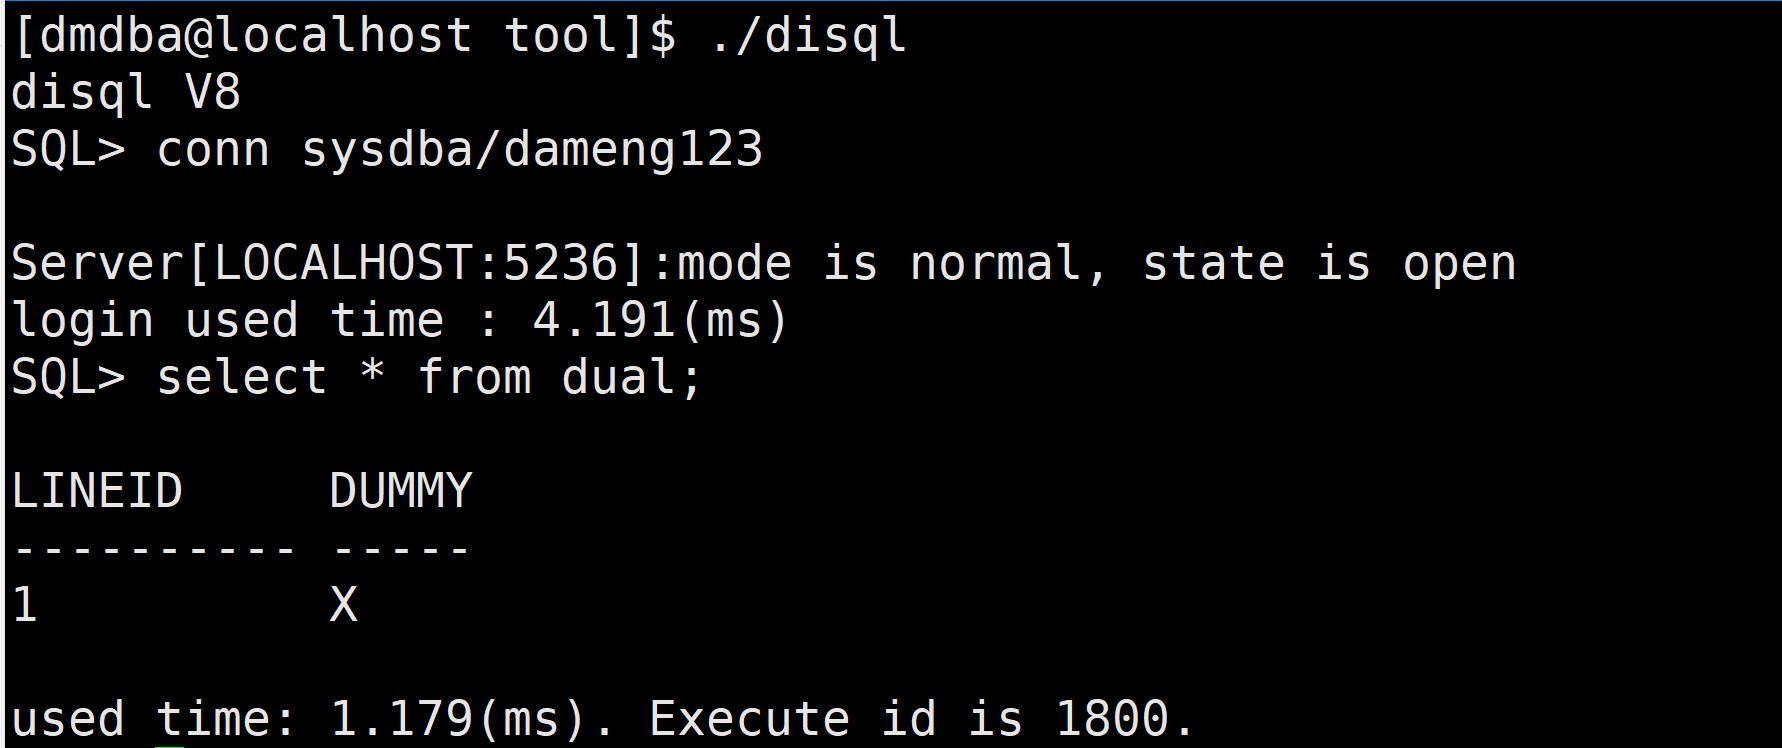 [dmdba@localhost tool]$ ./disql
disql V8
SQL> conn sysdba/dameng123
Server[LOCALHOST:5236]:mode is normal, state is open
login used time : 4.191(ms)
SQL> select * from dual;
LINEID     DUMMY
---------- -----
1          X
used time: 1.179(ms). Execute id is 1800.